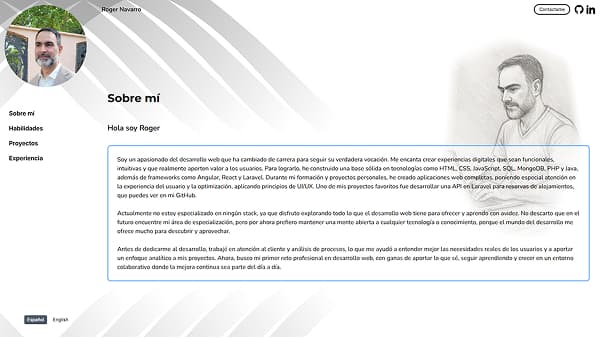 Roger Navarro
Contactame
Sobre mí
Habilidades
Proyectos
Experiencia
Sobre mí
Hola soy Roger
Soy un apasionado del desarrollo web que ha cambiado de carrera para seguir su verdadera vocación. Me encanta crear experiencias digitales que sean funcionales,
intuitivas y que realmente aporten valor a los usuarios. Para lograrlo, he construido una base sólida en tecnologías como HTML, CSS, JavaScript, SQL, MongoDB, PHP y Java,
además de frameworks como Angular, React y Laravel. Durante mi formación y proyectos personales, he creado aplicaciones web completas, poniendo especial atención en
la experiencia del usuario y la optimización, aplicando principios de UI/UX. Uno de mis proyectos favoritos fue desarrollar una API en Laravel para reservas de alojamientos,
que puedes ver en mi GitHub.
Actualmente no estoy especializado en ningún stack, ya que disfruto explorando todo lo que el desarrollo web tiene para ofrecer y aprendo con avidez. No descarto que en el
futuro encuentre mi área de especialización, pero por ahora prefiero mantener una mente abierta a cualquier tecnología o conocimiento, porque el mundo del desarrollo me
ofrece mucho para descubrir y aprovechar.
Antes de dedicarme al desarrollo, trabajé en atención al cliente y análisis de procesos, lo que me ayudó a entender mejor las necesidades reales de los usuarios y a aportar
un enfoque analítico a mis proyectos. Ahora, busco mi primer reto profesional en desarrollo web, con ganas de aportar lo que sé, seguir aprendiendo y crecer en un entorno
colaborativo donde la mejora continua sea parte del día a día.
Español
English